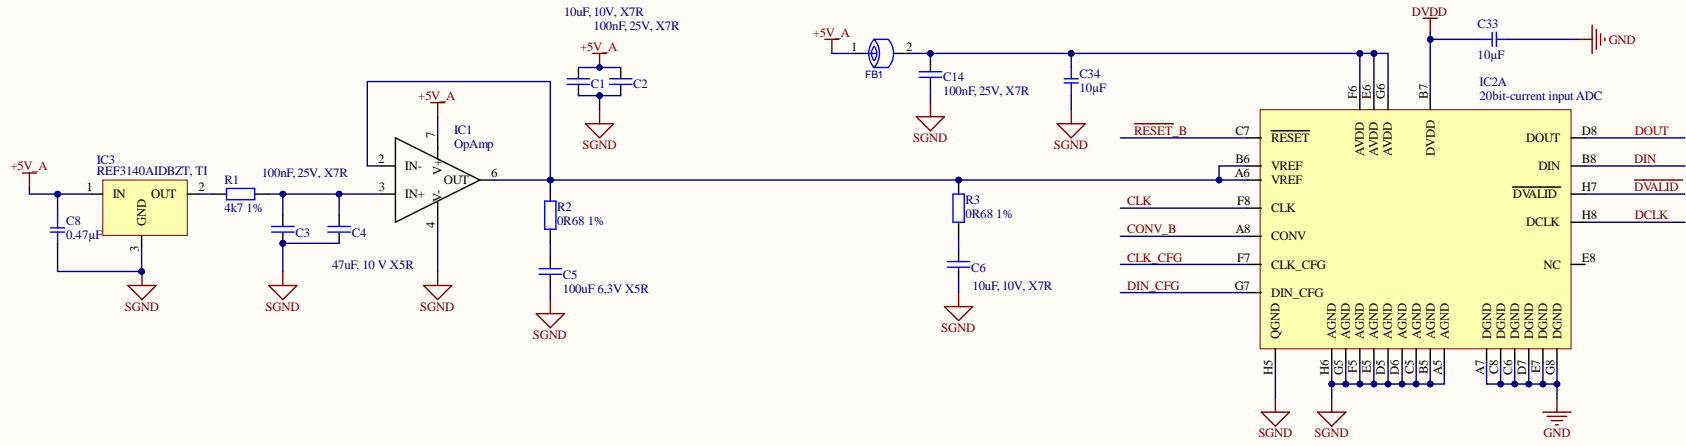 10uF, 10V, X7R
100nF, 25V, X7R
+5V_A
C1
C2
SGND
+5V_A
1
2
FB1
C14
100nF, 25V, X7R
SGND
C34
10µF
SGND
DVDD
C33
10µF
GND
IC2A
20bit-current input ADC
+5V_A
IC3
REF3140AIDBZT, TI
1
IN
OUT
2
GND
3
C8
0.47µF
SGND
R1
4k7 1%
100nF, 25V, X7R
C3
C4
47uF, 10 V X5R
SGND
+5V_A
7
IC1
OpAmp
2
IN-
V+
OUT
6
3
IN+
V-
4
SGND
R2
0R68 1%
C5
100uF 6,3V X5R
SGND
R3
0R68 1%
C6
10uF, 10V, X7R
SGND
F6
E6
G6
B7
AVDD
AVDD
AVDD
DVDD
RESET_B
C7
RESET
B6
VREF
A6
VREF
CLK
F8
CLK
CONV_B
A8
CONV
CLK_CFG
F7
CLK_CFG
DIN_CFG
G7
DIN_CFG
DOUT
D8
DOUT
DIN
B8
DIN
DVALID
H7
DVALID
DCLK
H8
DCLK
NC
E8
QGND
AGND
AGND
AGND
AGND
AGND
AGND
AGND
AGND
AGND
DGND
DGND
DGND
DGND
DGND
DGND
H5
H6
G5
F5
E5
D5
D6
C5
B5
A5
A7
C8
C6
D7
E7
G8
SGND
SGND
GND